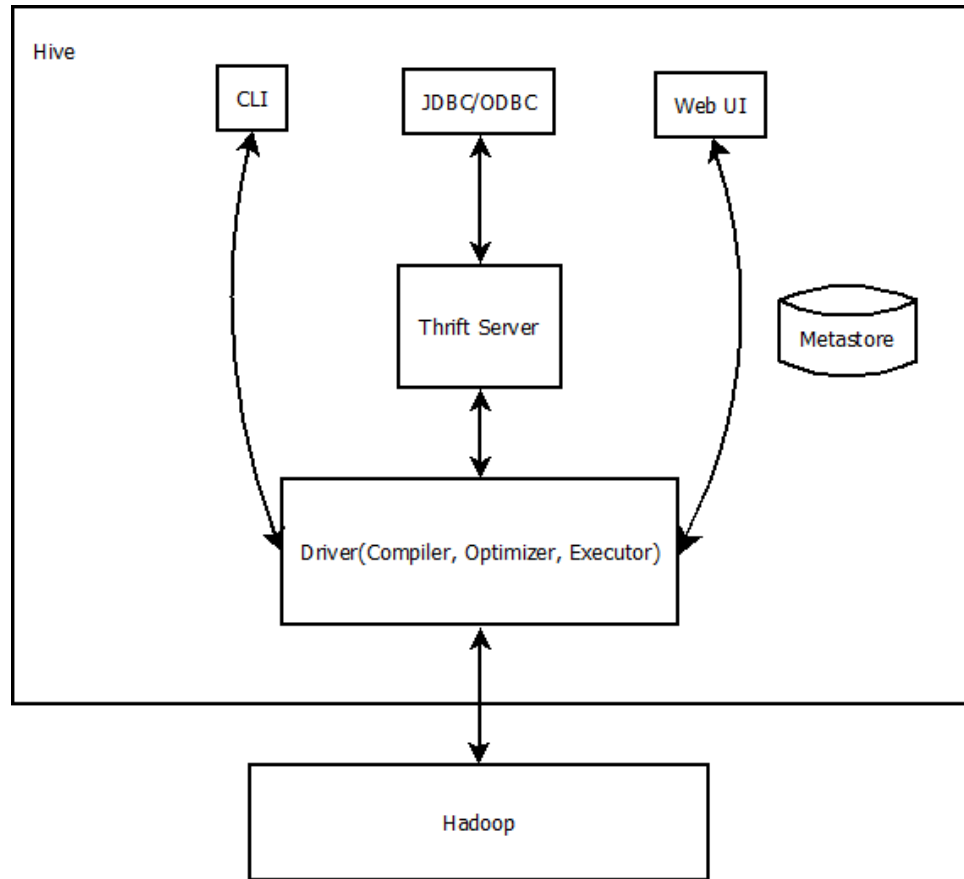 Hive
CLI
JDBC/ODBC
Web UI
Thrift Server
Metastore
Driver(Compiler, Optimizer, Executor)
Hadoop